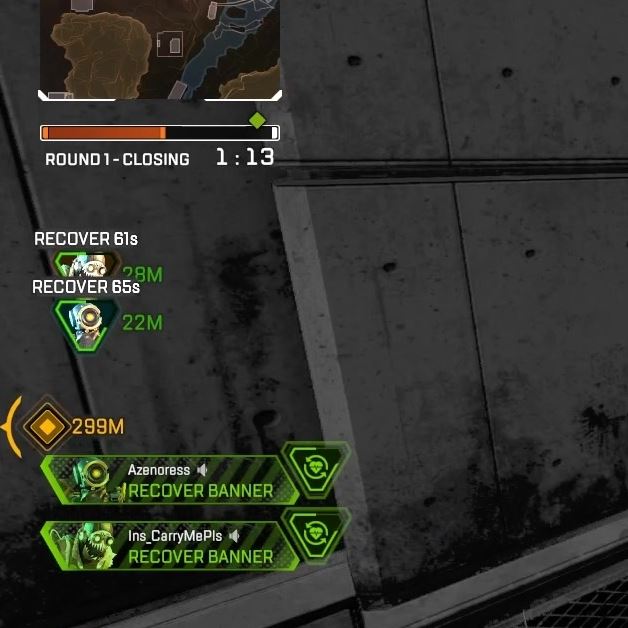 ROUND 1 - CLOSING 1:13
RECOVER 61s
28M
RECOVER 65s
22M
299M
Azenoress
RECOVER BANNER
Ins_CarryMePls
RECOVER BANNER